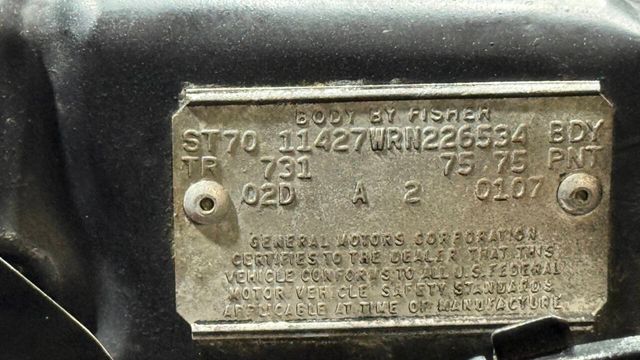 BODY BY FISHER
ST70 11427WRN226534 BDY
TR 731 75 75 PNT
02D A 2 0107
GENERAL MOTORS CORPORATION
CERTIFIES TO THE DEALER THAT THIS
VEHICLE CONFORMS TO ALL U.S. FEDERAL
MOTOR VEHICLE SAFETY STANDARDS
APPLICABLE AT TIME OF MANUFACTURE